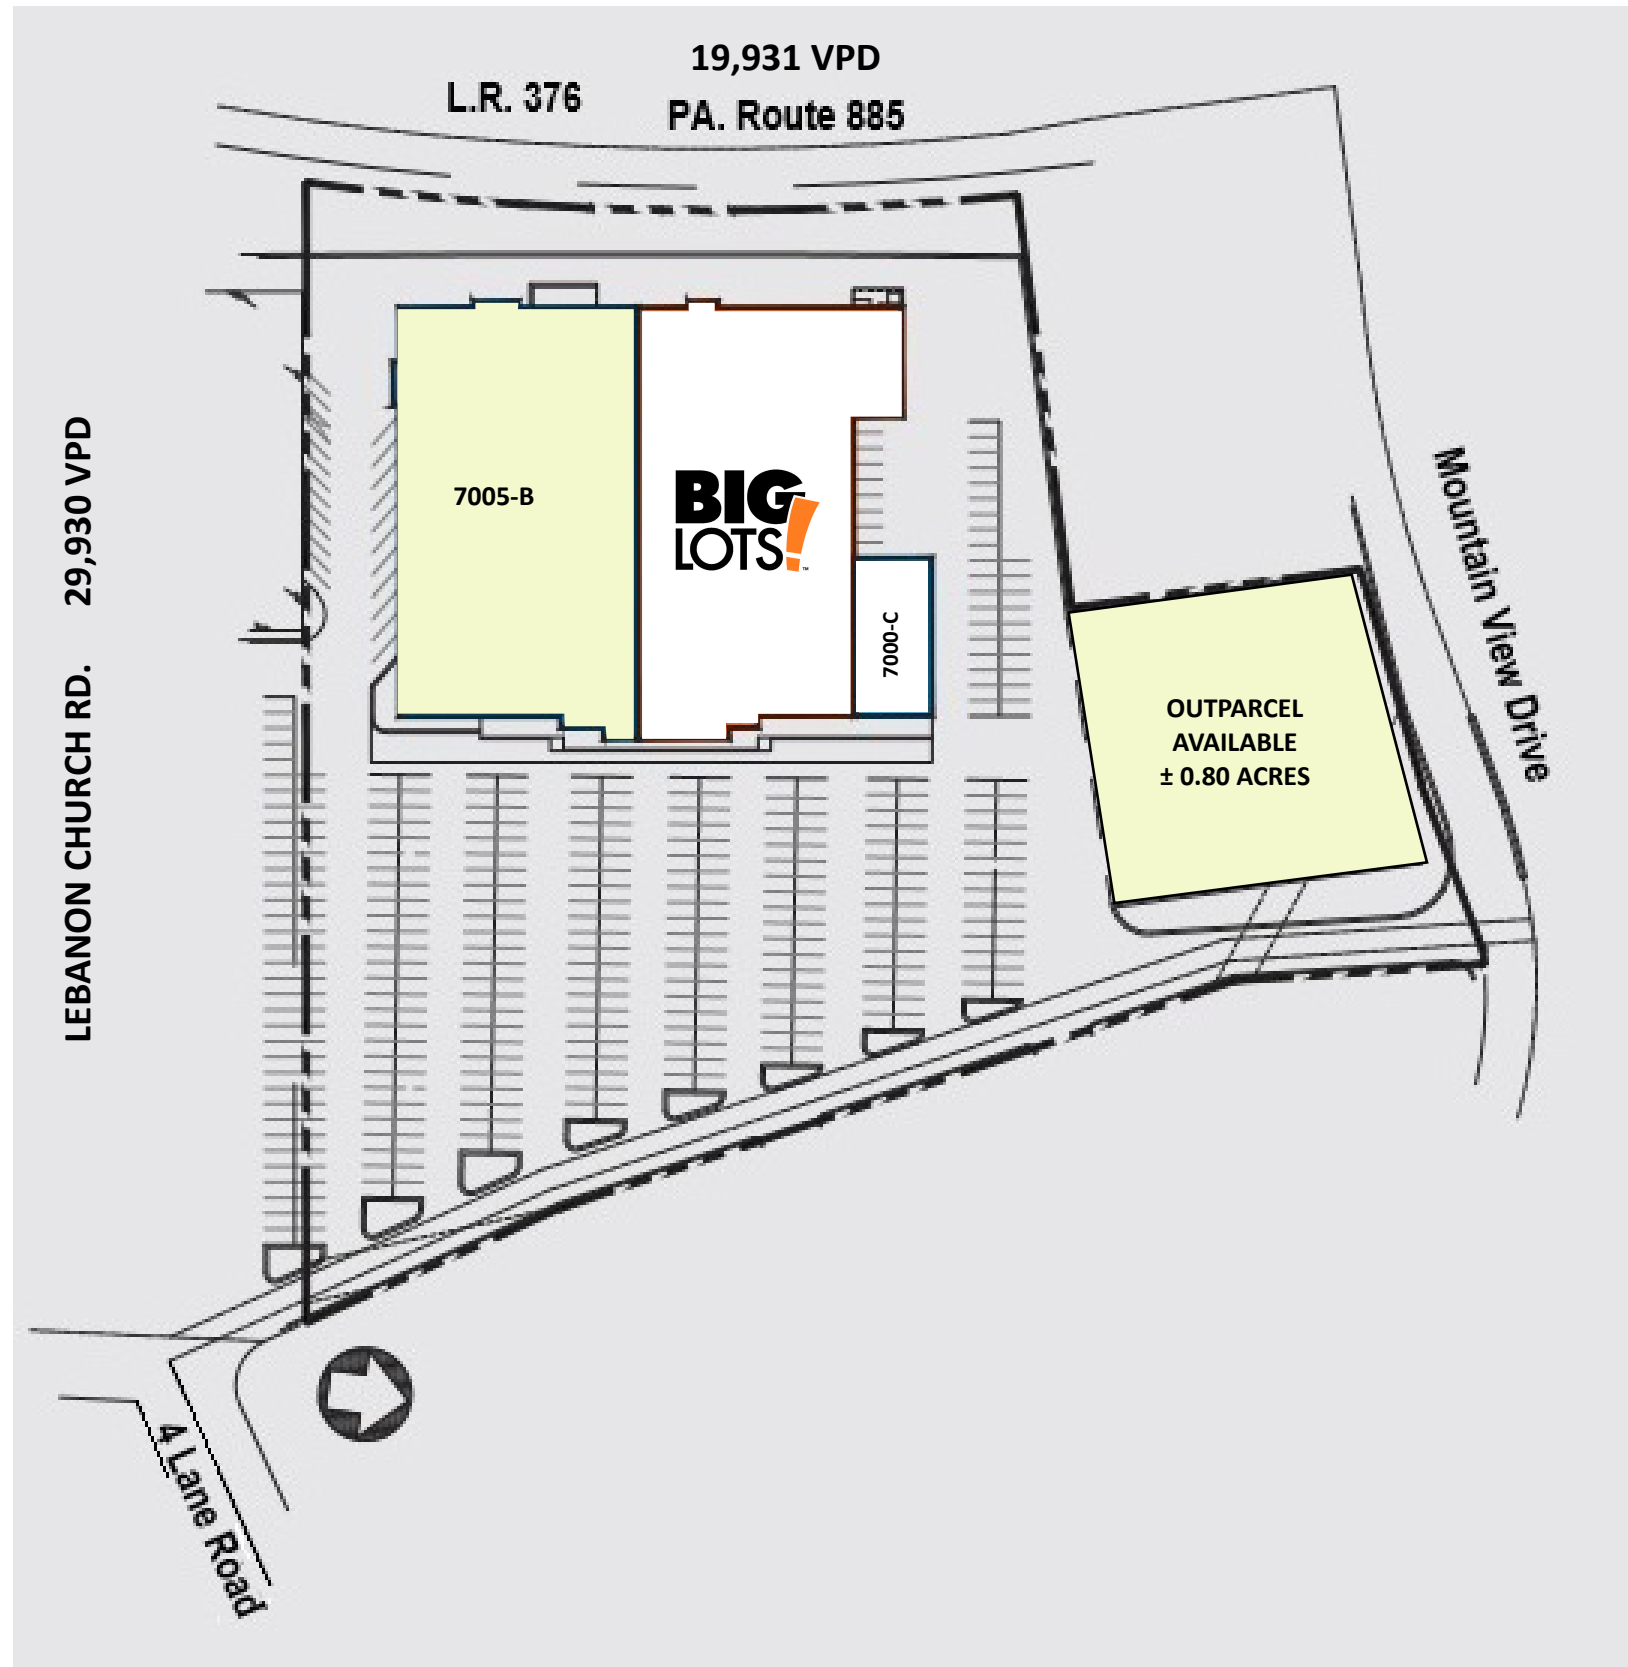 19,931 VPD
L.R. 376
PA. Route 885
LEBANON CHURCH RD. 29,930 VPD
7005-B
BIG
LOTS!
™
7000-C
Mountain View Drive
OUTPARCEL
AVAILABLE
± 0.80 ACRES
4 Lane Road